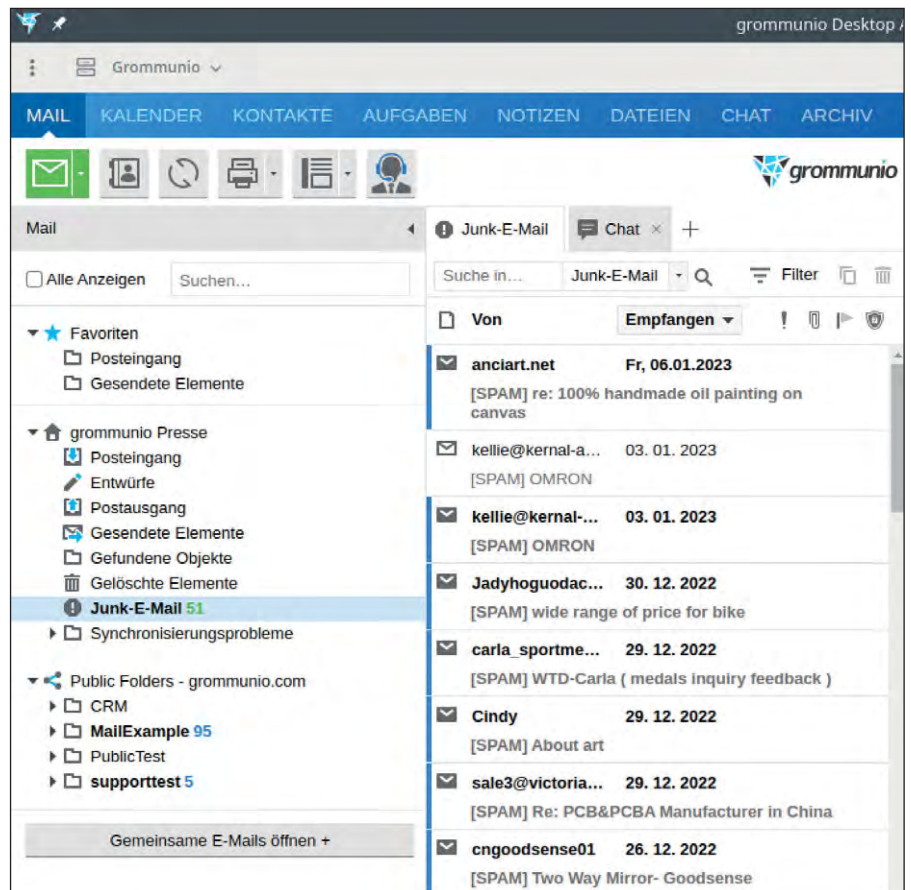 grommunio Desktop
Grommunio
MAIL KALENDER KONTAKTE AUFGABEN NOTIZEN DATEIEN CHAT ARCHIV
grommunio
Mail
Alle Anzeigen Suchen...
Favoriten
Posteingang
Gesendete Elemente
grommunio Presse
Posteingang
Entwürfe
Postausgang
Gesendete Elemente
Gefundene Objekte
Gelöschte Elemente
Junk-E-Mail 51
Synchronisierungsprobleme
Public Folders - grommunio.com
CRM
MailExample 95
PublicTest
supporttest 5
Gemeinsame E-Mails öffnen +
Junk-E-Mail Chat × +
Suche in... Junk-E-Mail Filter
Von Empfangen
anciart.net Fr, 06.01.2023
[SPAM] re: 100% handmade oil painting on
canvas
kellie@kernal-a... 03. 01. 2023
[SPAM] OMRON
kellie@kernal-... 03. 01. 2023
[SPAM] OMRON
Jadyhoguodac... 30. 12. 2022
[SPAM] wide range of price for bike
carla_sportme... 29. 12. 2022
[SPAM] WTD-Carla ( medals inquiry feedback )
Cindy 29. 12. 2022
[SPAM] About art
sale3@victoria... 29. 12. 2022
[SPAM] Re: PCB&PCBA Manufacturer in China
cngoodsense01 26. 12. 2022
[SPAM] Two Way Mirror- Goodsense